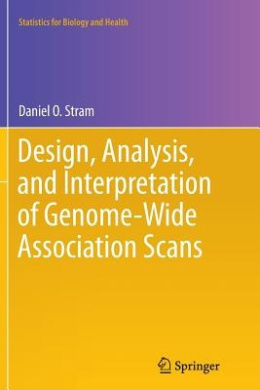 Statistics for Biology and Health
Daniel O. Stram
Design, Analysis,
and Interpretation
of Genome-Wide
Association Scans
Springer